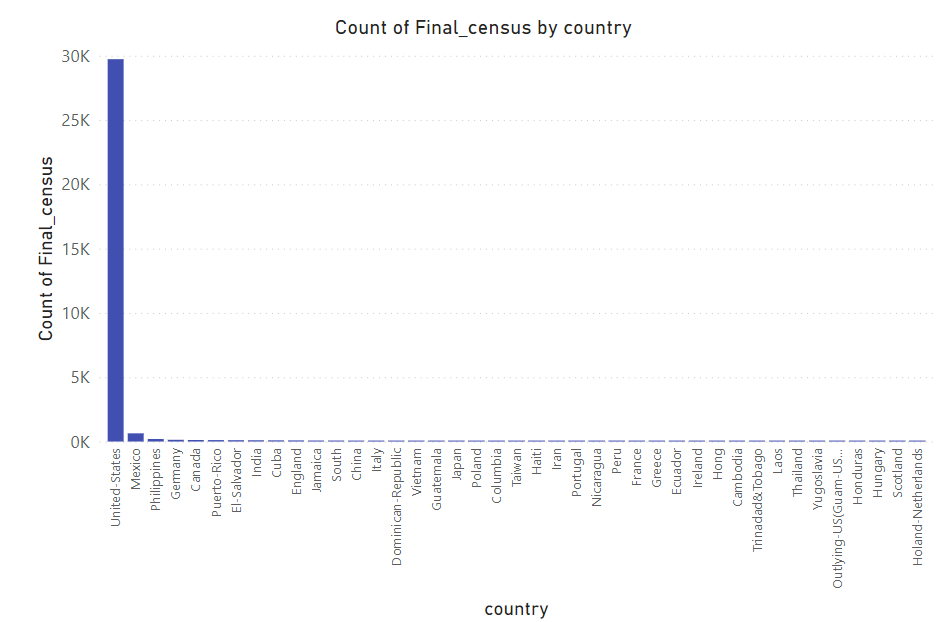 Count of Final_census by country
Count of Final_census
30K
25K
20K
15K
10K
5K
0K
United-States
Mexico
Philippines
Germany
Canada
Puerto-Rico
El-Salvador
India
Cuba
England
Jamaica
South
China
Italy
Dominican-Republic
Vietnam
Guatemala
Japan
Poland
Columbia
Taiwan
Haiti
Iran
Portugal
Nicaragua
Peru
France
Greece
Ecuador
Ireland
Hong
Cambodia
Trinadad&Tobago
Laos
Thailand
Yugoslavia
Outlying-US(Guam-US...
Honduras
Hungary
Scotland
Holand-Netherlands
country